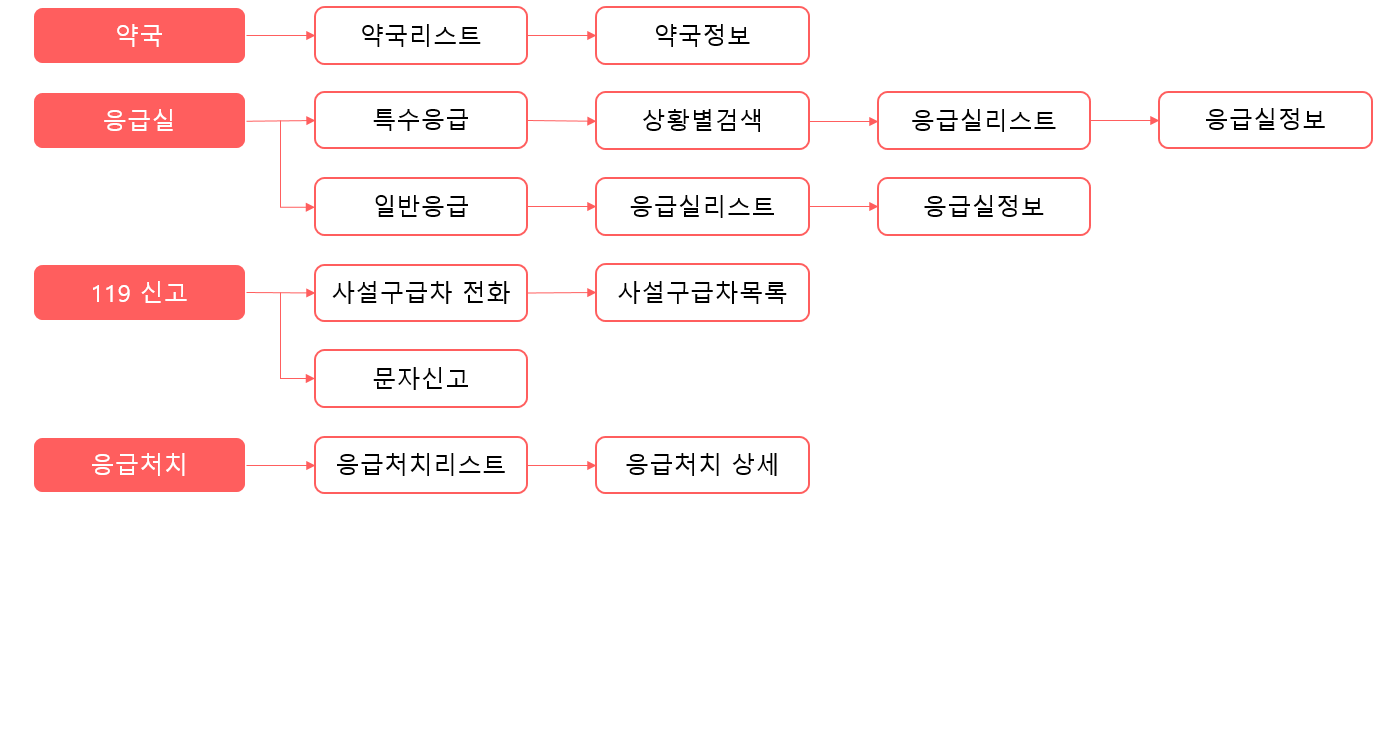 약국
약국리스트
약국정보
응급실
특수응급
상황별검색
응급실리스트
응급실정보
일반응급
응급실리스트
응급실정보
119 신고
사설구급차 전화
사설구급차목록
문자신고
응급처치
응급처치리스트
응급처치 상세